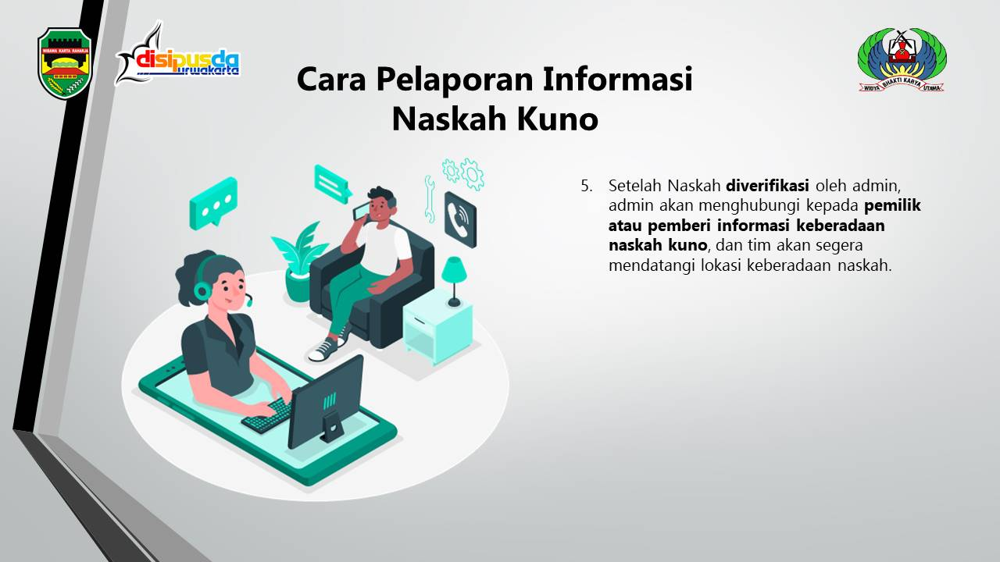 WIBAWA KARTA RAHARJA
disipusda
urwakarta
WIDYA BHAKTI KARYA UTAMA
Cara Pelaporan Informasi
Naskah Kuno
5. Setelah Naskah diverifikasi oleh admin,
admin akan menghubungi kepada pemilik
atau pemberi informasi keberadaan
naskah kuno, dan tim akan segera
mendatangi lokasi keberadaan naskah.